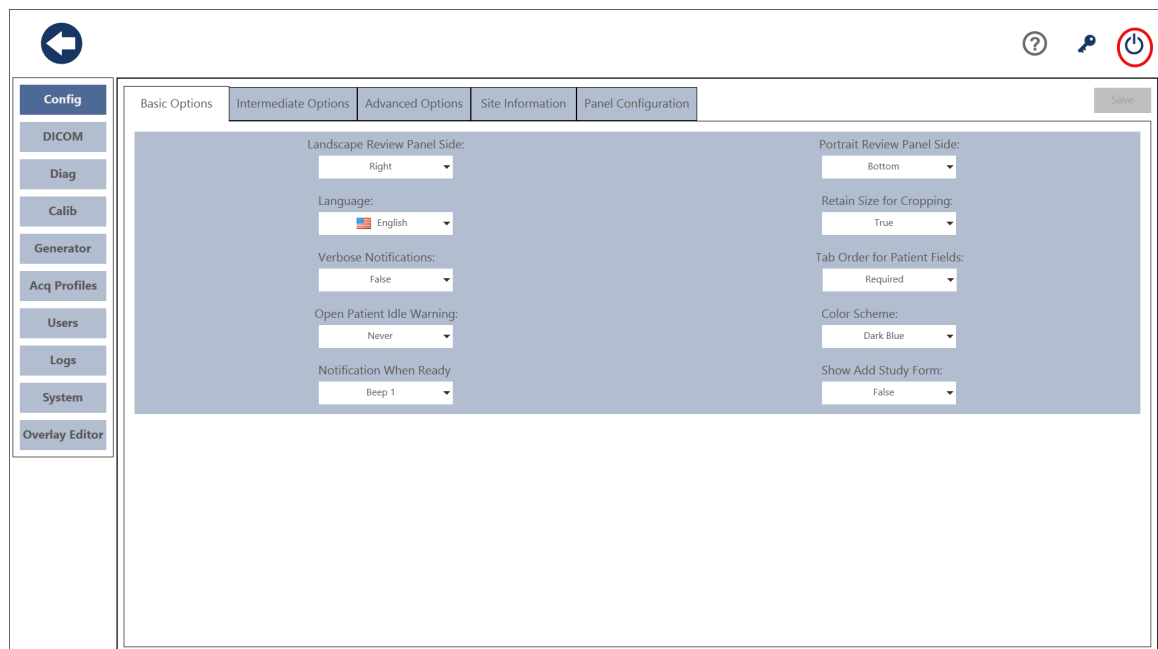 ?
Config
DICOM
Diag
Calib
Generator
Acq Profiles
Users
Logs
System
Overlay Editor
Basic Options
Intermediate Options
Advanced Options
Site Information
Panel Configuration
Save
Landscape Review Panel Side:
Right
Language:
English
Verbose Notifications:
False
Open Patient Idle Warning:
Never
Notification When Ready
Beep 1
Portrait Review Panel Side:
Bottom
Retain Size for Cropping:
True
Tab Order for Patient Fields:
Required
Color Scheme:
Dark Blue
Show Add Study Form:
False